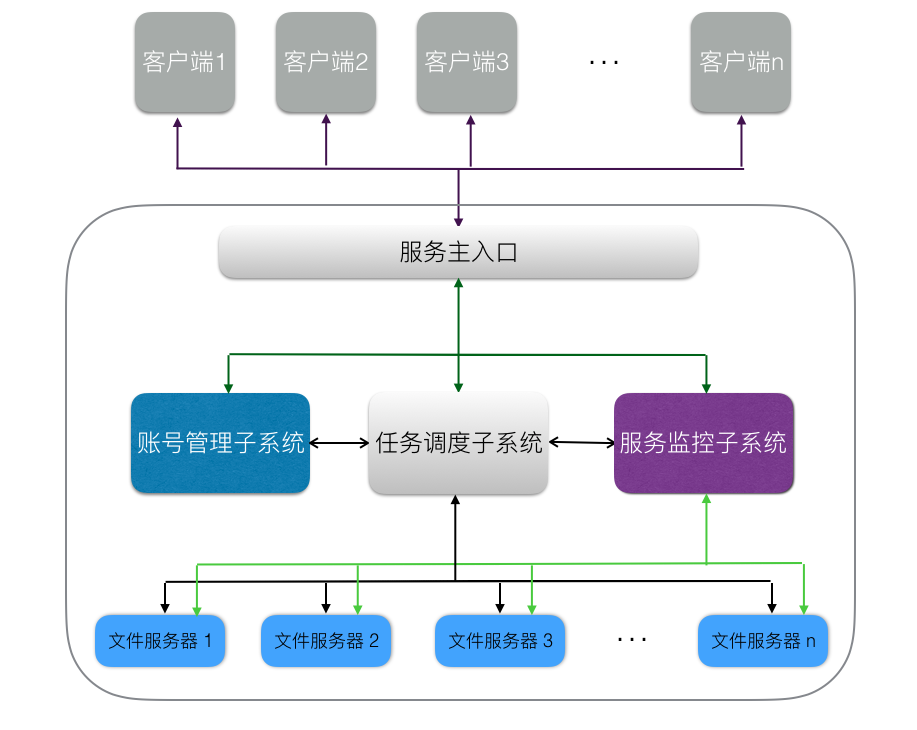 客户端1
客户端2
客户端3
···
客户端n
服务主入口
账号管理子系统
任务调度子系统
服务监控子系统
文件服务器 1
文件服务器 2
文件服务器 3
···
文件服务器 n